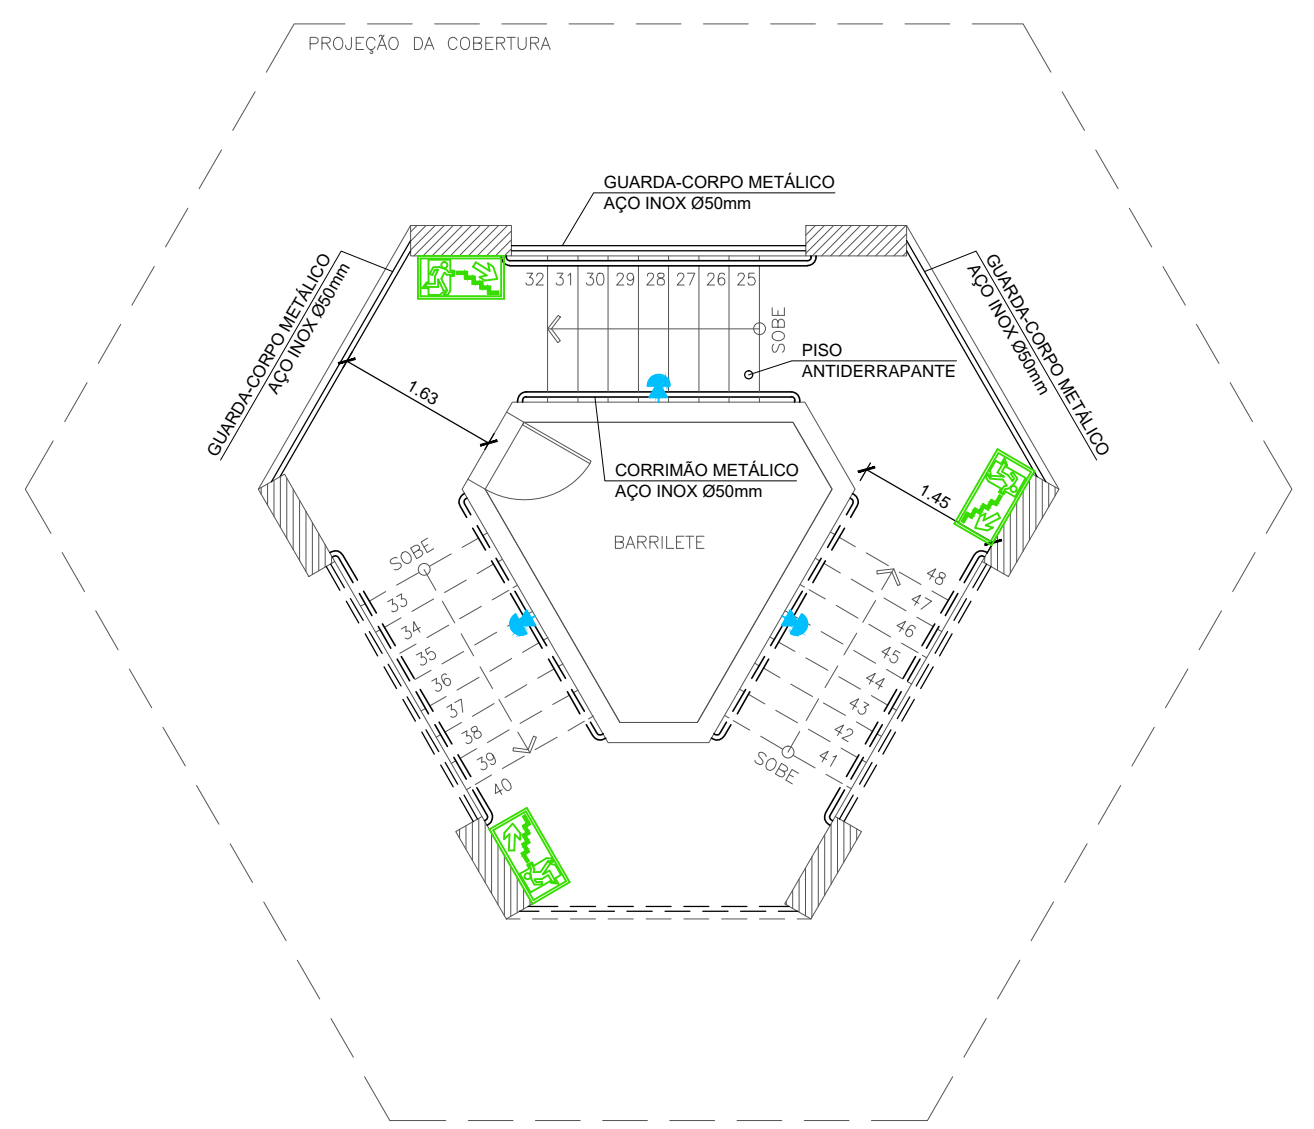 PROJEÇÃO DA COBERTURA
GUARDA-CORPO METÁLICO
AÇO INOX Ø50mm
GUARDA-CORPO METÁLICO
AÇO INOX Ø50mm
GUARDA-CORPO METÁLICO
AÇO INOX Ø50mm
32 31 30 29 28 27 26 25
SOBE
PISO
ANTIDERRAPANTE
1.63
CORRIMÃO METÁLICO
AÇO INOX Ø50mm
1.45
BARRILETE
SOBE
33
34
35
36
37
38
39
40
48
47
46
45
44
43
42
41
SOBE